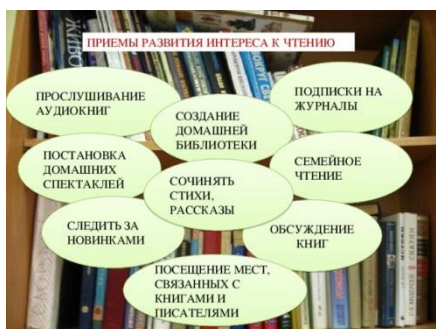 ПРИЕМЫ РАЗВИТИЯ ИНТЕРЕСА К ЧТЕНИЮ
ПРОСЛУШИВАНИЕ
АУДИОКНИГ
СОЗДАНИЕ
ДОМАШНЕЙ
БИБЛИОТЕКИ
ПОДПИСКИ НА
ЖУРНАЛЫ
ПОСТАНОВКА
ДОМАШНИХ
СПЕКТАКЛЕЙ
СОЧИНЯТЬ
СТИХИ,
РАССКАЗЫ
СЕМЕЙНОЕ
ЧТЕНИЕ
СЛЕДИТЬ ЗА
НОВИНКАМИ
ОБСУЖДЕНИЕ
КНИГ
ПОСЕЩЕНИЕ МЕСТ,
СВЯЗАННЫХ С
КНИГАМИ И
ПИСАТЕЛЯМИ